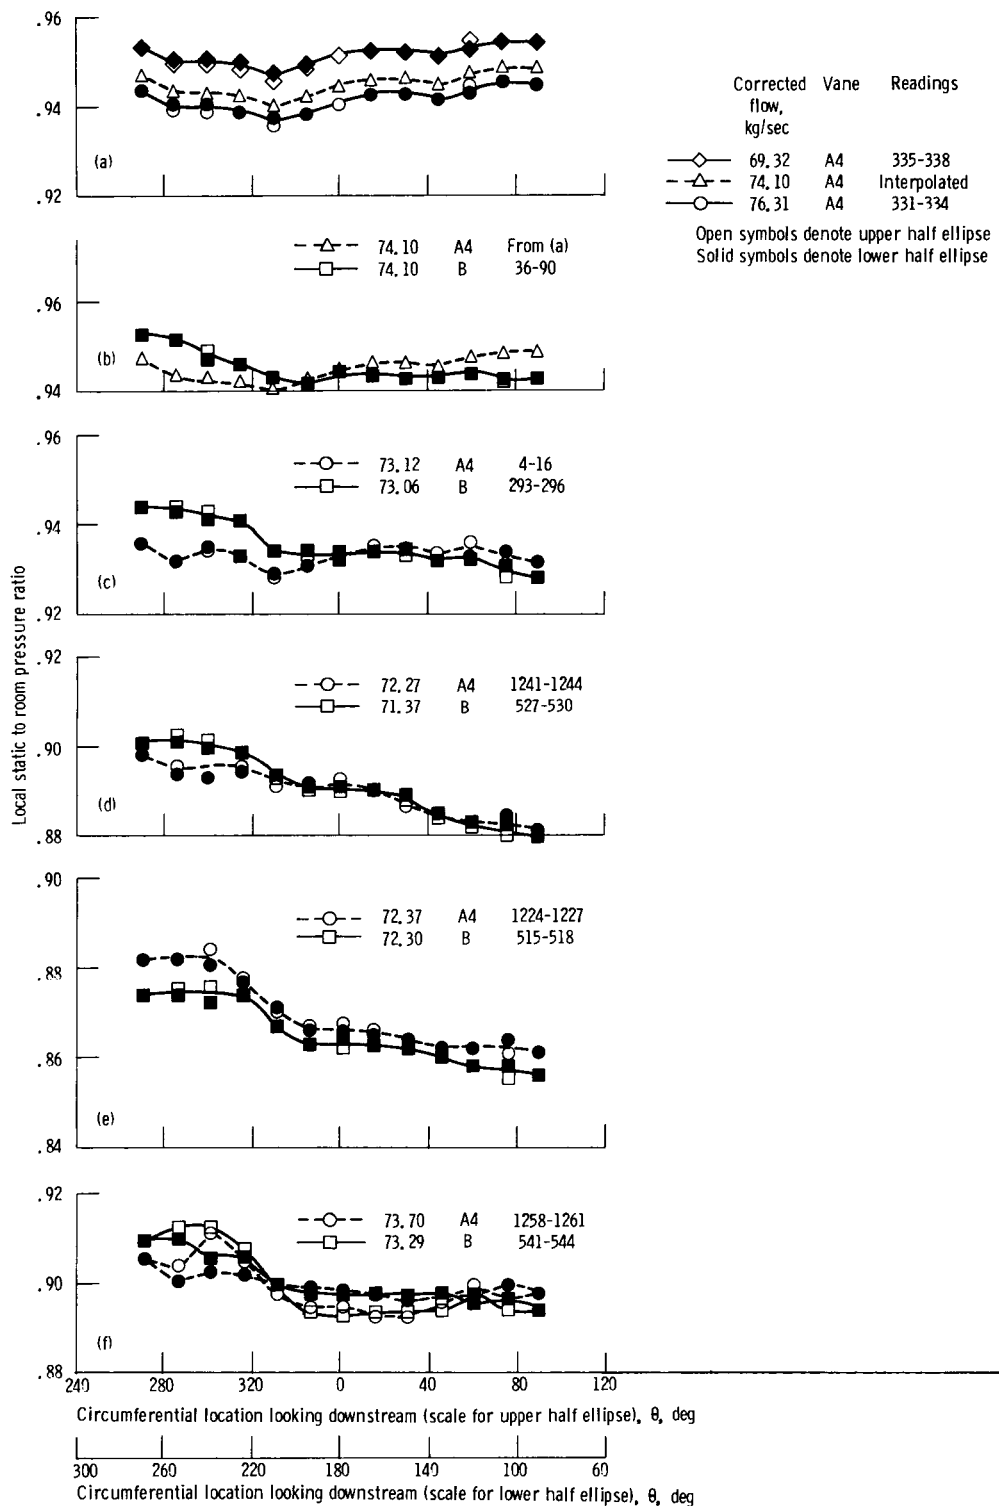 .96
.94
(a)
.92
Corrected flow, kg/sec Vane Readings
69.32 A4 335-338
74.10 A4 Interpolated
76.31 A4 331-334
Open symbols denote upper half ellipse
Solid symbols denote lower half ellipse
74.10 A4 From (a)
74.10 B 36-90
.96
(b)
.94
.96
73.12 A4 4-16
73.06 B 293-296
.94
(c)
.92
Local static to room pressure ratio
.92
72.27 A4 1241-1244
71.37 B 527-530
.90
(d)
.88
.90
72.37 A4 1224-1227
72.30 B 515-518
.88
.86
(e)
.84
.92
73.70 A4 1258-1261
73.29 B 541-544
.90
(f)
.88
240 280 320 0 40 80 120
Circumferential location looking downstream (scale for upper half ellipse), θ, deg
300 260 220 180 140 100 60
Circumferential location looking downstream (scale for lower half ellipse), θ, deg